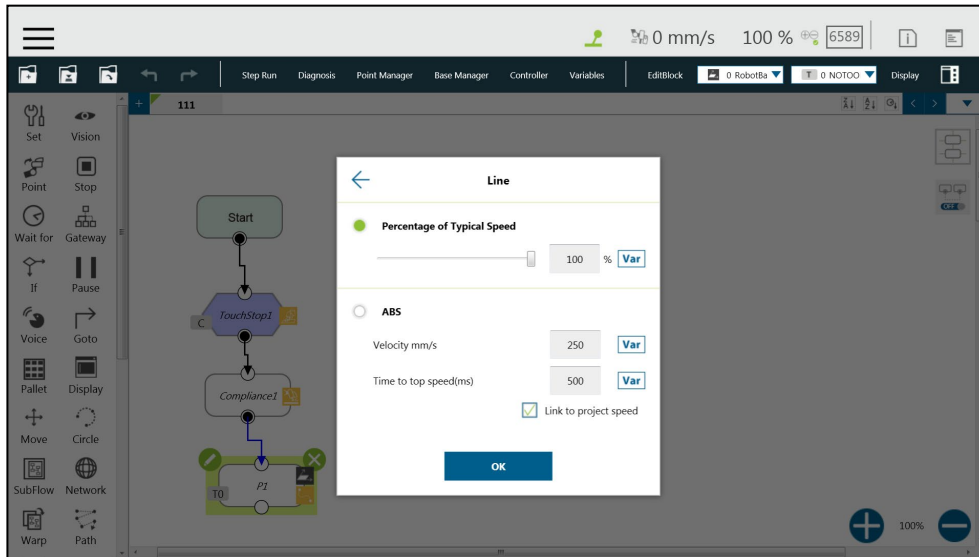 0 mm/s 100 % 6589
Step Run Diagnosis Point Manager Base Manager Controller Variables EditBlock 0 RobotBa T 0 NOTOO Display
111
Set Vision
Point Stop
Wait for Gateway
If Pause
Voice Goto
Pallet Display
Move Circle
SubFlow Network
Warp Path
Start
TouchStop1
C
Compliance1
P1
T0
Line
Percentage of Typical Speed
100 % Var
ABS
Velocity mm/s 250 Var
Time to top speed(ms) 500 Var
Link to project speed
OK
OFF
100%